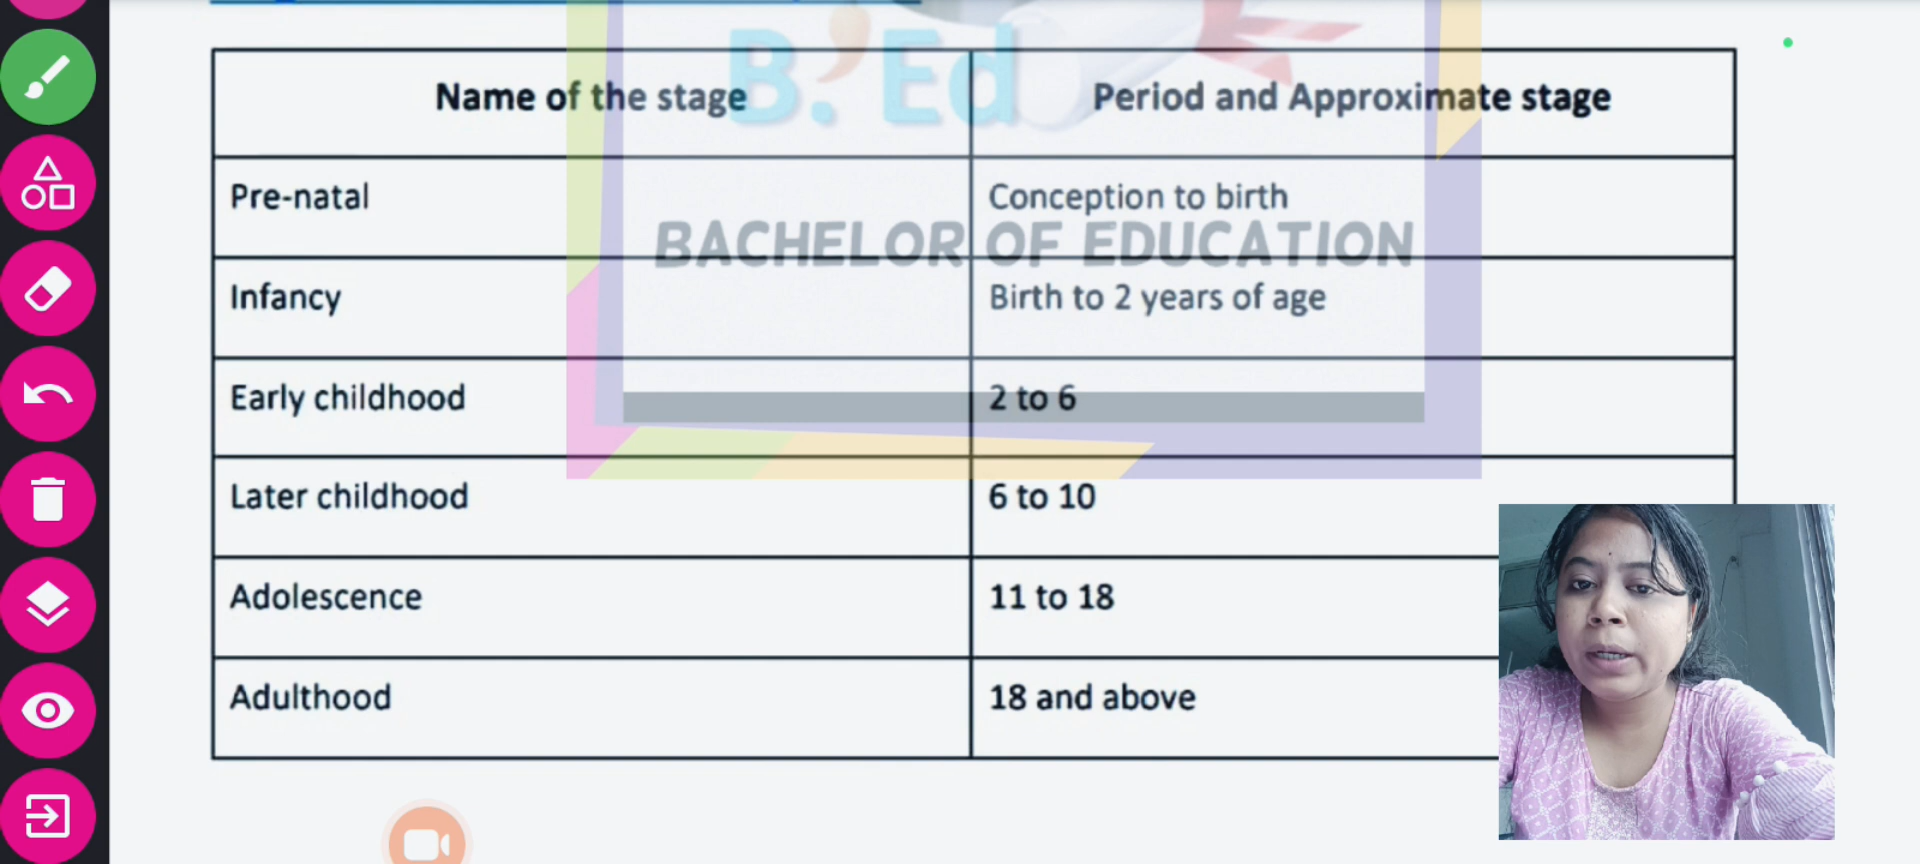 B.'Ed
Name of the stage Period and Approximate stage
Pre-natal Conception to birth
BACHELOR OF EDUCATION
Infancy Birth to 2 years of age
Early childhood 2 to 6
Later childhood 6 to 10
Adolescence 11 to 18
Adulthood 18 and above